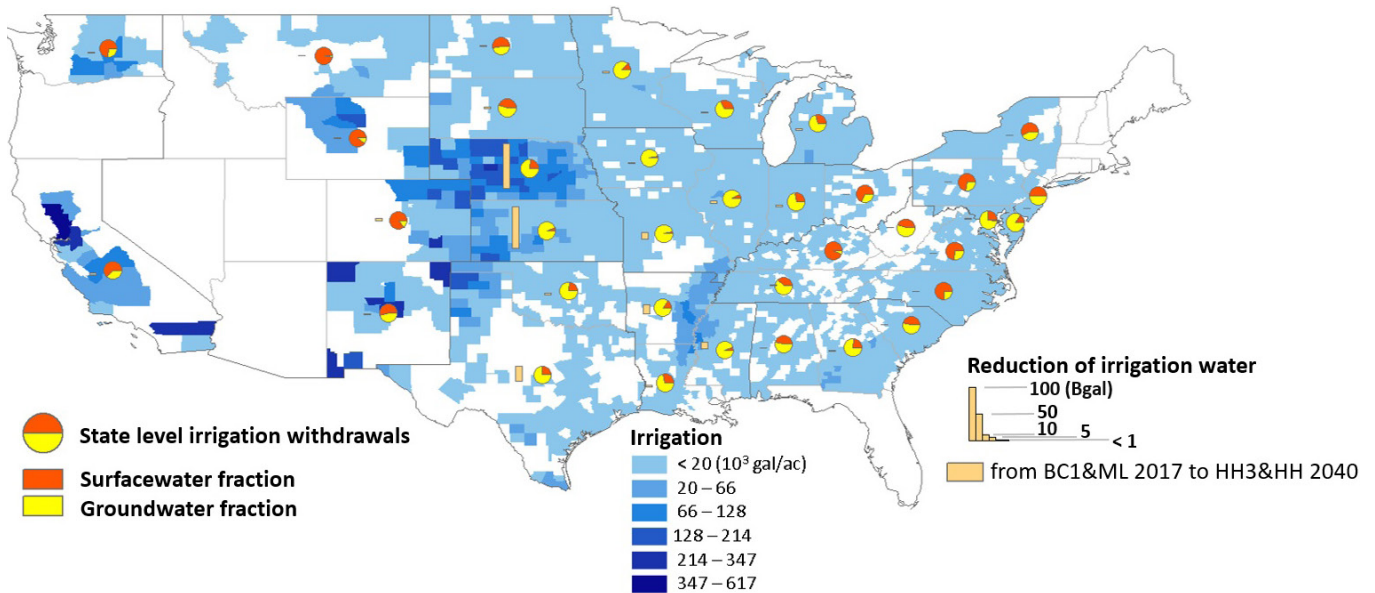 State level irrigation withdrawals
Surfacewater fraction
Groundwater fraction
Irrigation
< 20 (10³ gal/ac)
20 – 66
66 – 128
128 – 214
214 – 347
347 – 617
Reduction of irrigation water
100 (Bgal)
50
10
5
< 1
from BC1&ML 2017 to HH3&HH 2040